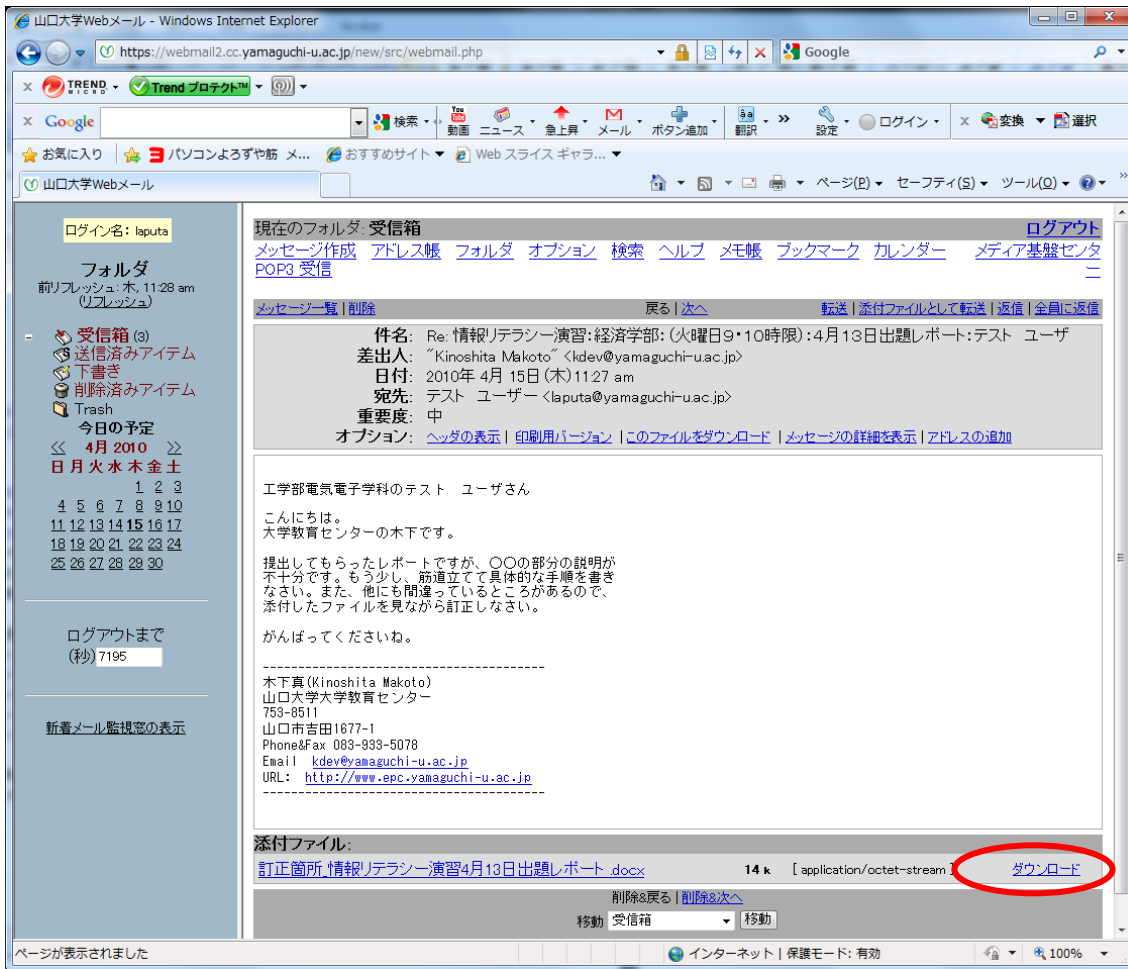 山口大学Webメール - Windows Internet Explorer
https://webmail2.cc.yamaguchi-u.ac.jp/new/src/webmail.php
Google
TREND MICRO
Trend プロテクト™
Google
検索
You 動画 ニュース 急上昇 メール ボタン追加 翻訳 » 設定 ログイン
x 変換 選択
お気に入り
パソコンよろずや筋 メ... おすすめサイト Web スライス ギャラ...
山口大学Webメール
ページ(P) セーフティ(S) ツール(O) »
ログイン名: laputa
フォルダ
前リフレッシュ: 木, 11:28 am
(リフレッシュ)
受信箱 (3)
送信済みアイテム
下書き
削除済みアイテム
Trash
今日の予定
<< 4月 2010 >>
日 月 火 水 木 金 土
1 2 3
4 5 6 7 8 9 10
11 12 13 14 15 16 17
18 19 20 21 22 23 24
25 26 27 28 29 30
ログアウトまで
(秒) 7195
新着メール監視窓の表示
現在のフォルダ: 受信箱
ログアウト
メッセージ作成 アドレス帳 フォルダ オプション 検索 ヘルプ メモ帳 ブックマーク カレンダー
POP3 受信
メディア基盤センター
メッセージ一覧 | 削除
戻る | 次へ
転送 | 添付ファイルとして転送 | 返信 | 全員に返信
件名: Re: 情報リテラシー演習:経済学部:(火曜日9・10時限):4月13日出題レポート:テスト ユーザ
差出人: "Kinoshita Makoto" <kdev@yamaguchi-u.ac.jp>
日付: 2010年 4月 15日(木) 11:27 am
宛先: テスト ユーザー <laputa@yamaguchi-u.ac.jp>
重要度: 中
オプション: ヘッダの表示 | 印刷用バージョン | このファイルをダウンロード | メッセージの詳細を表示 | アドレスの追加
工学部電気電子学科のテスト ユーザさん
こんにちは。
大学教育センターの木下です。
提出してもらったレポートですが、〇〇の部分の説明が
不十分です。もう少し、筋道立てて具体的な手順を書き
なさい。また、他にも間違っているところがあるので、
添付したファイルを見ながら訂正しなさい。
がんばってくださいね。
----------------------------------------
木下真(Kinoshita Makoto)
山口大学大学教育センター
753-8511
山口市吉田1677-1
Phone&Fax 083-933-5078
Email kdev@yamaguchi-u.ac.jp
URL: http://www.epc.yamaguchi-u.ac.jp
----------------------------------------
添付ファイル:
訂正箇所_情報リテラシー演習4月13日出題レポート .docx 14 k [ application/octet-stream ] ダウンロード
削除&戻る | 削除&次へ
移動 受信箱 移動
ページが表示されました
インターネット | 保護モード: 有効
100%